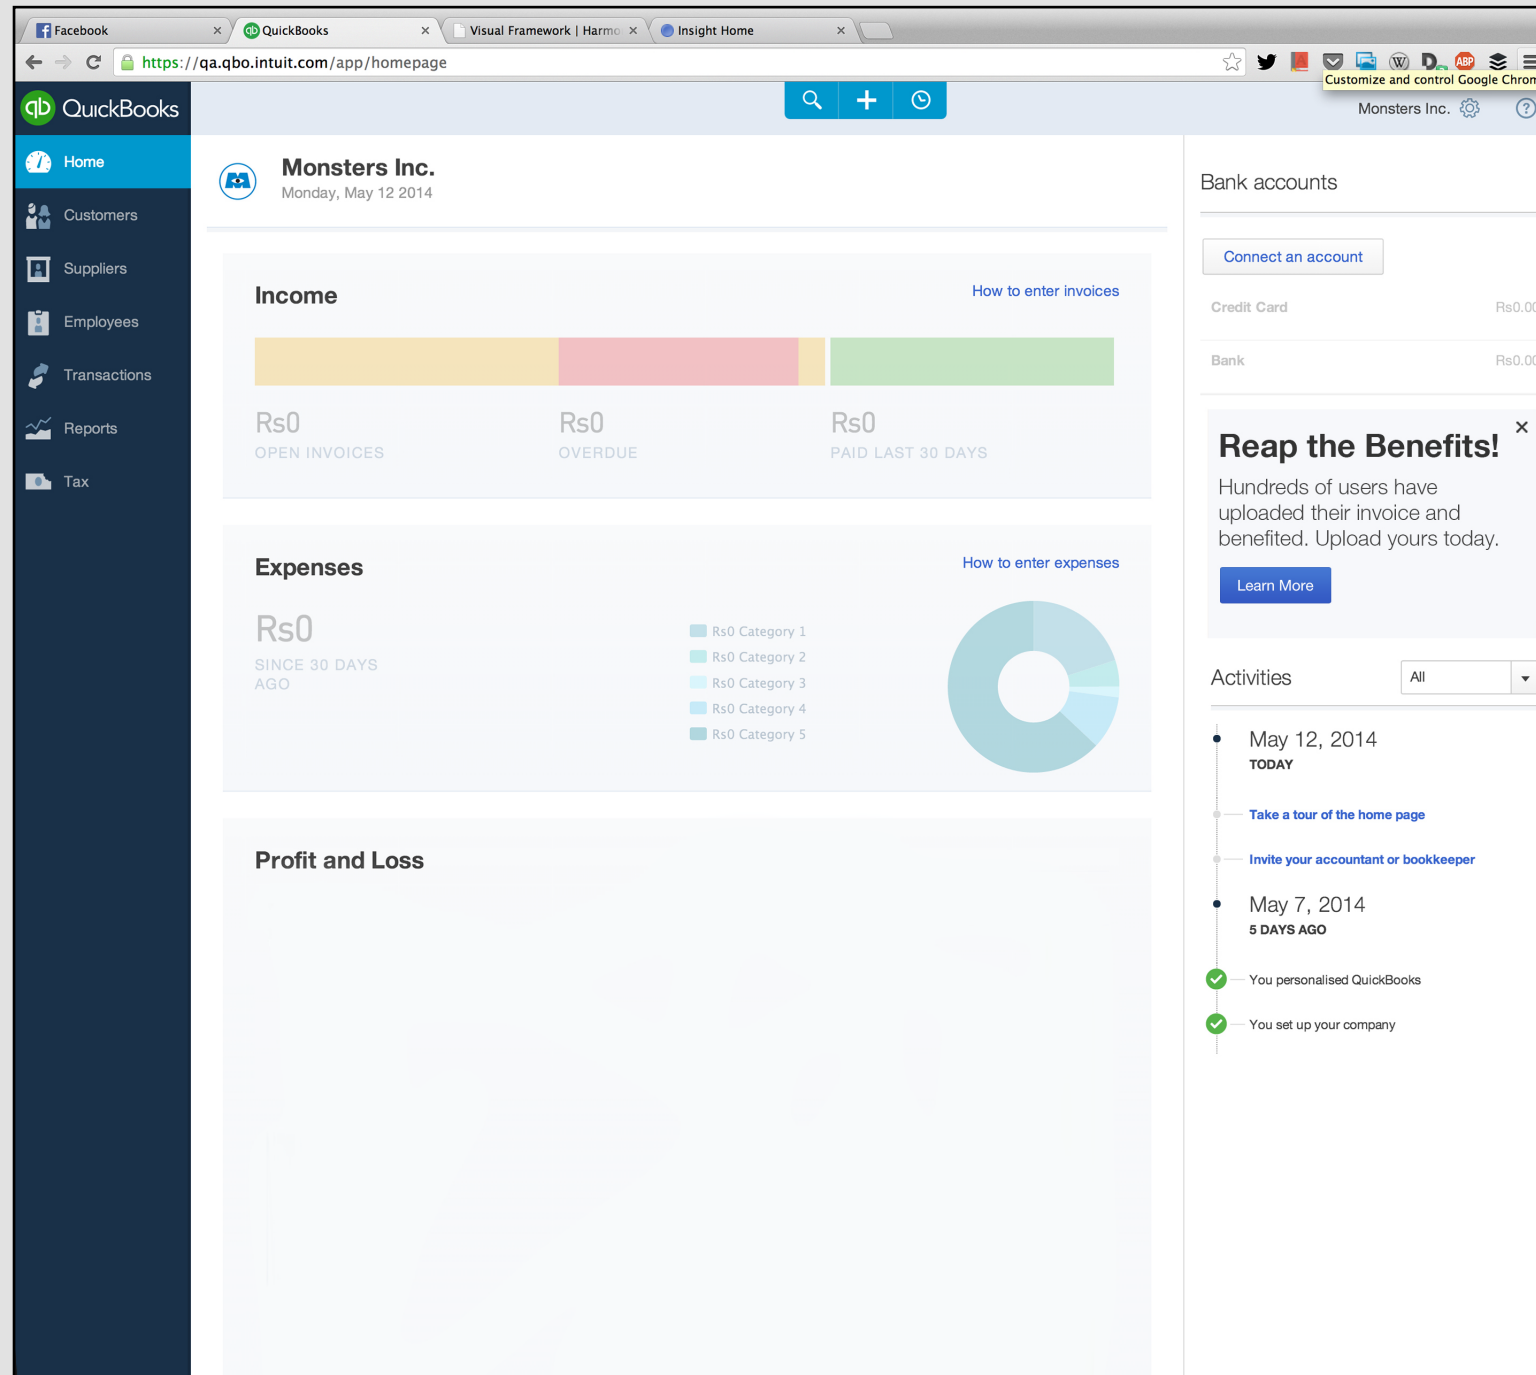 Facebook
QuickBooks
Visual Framework | Harmo
Insight Home
https://qa.qbo.intuit.com/app/homepage
W
D
ABP
Customize and control Google Chrom
qb QuickBooks
Monsters Inc.
?
Home
Customers
Suppliers
Employees
Transactions
Reports
Tax
Monsters Inc.
Monday, May 12 2014
Income
How to enter invoices
Rs0
OPEN INVOICES
Rs0
OVERDUE
Rs0
PAID LAST 30 DAYS
Expenses
How to enter expenses
Rs0
SINCE 30 DAYS
AGO
Rs0 Category 1
Rs0 Category 2
Rs0 Category 3
Rs0 Category 4
Rs0 Category 5
Profit and Loss
Bank accounts
Connect an account
Credit Card Rs0.00
Bank Rs0.00
Reap the Benefits!
Hundreds of users have
uploaded their invoice and
benefited. Upload yours today.
Learn More
Activities
All
May 12, 2014
TODAY
Take a tour of the home page
Invite your accountant or bookkeeper
May 7, 2014
5 DAYS AGO
You personalised QuickBooks
You set up your company